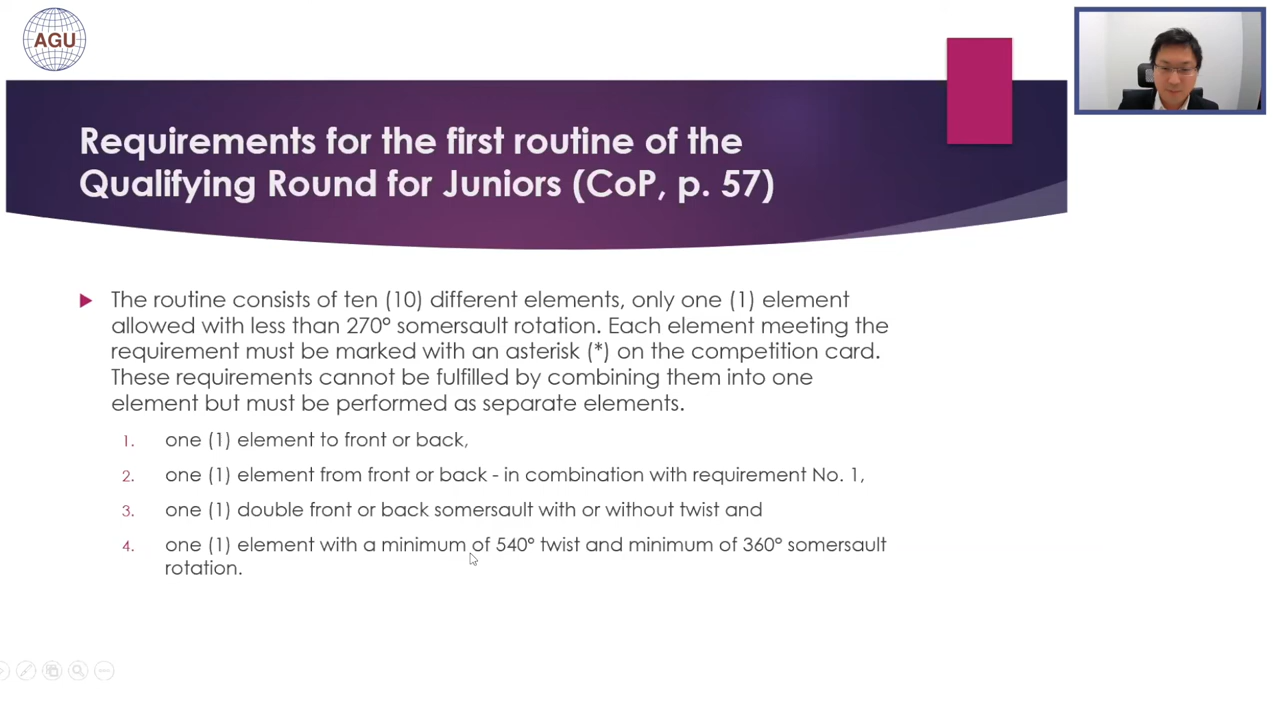 AGU
Requirements for the first routine of the
Qualifying Round for Juniors (CoP, p. 57)
The routine consists of ten (10) different elements, only one (1) element
allowed with less than 270º somersault rotation. Each element meeting the
requirement must be marked with an asterisk (*) on the competition card.
These requirements cannot be fulfilled by combining them into one
element but must be performed as separate elements.
1. one (1) element to front or back,
2. one (1) element from front or back - in combination with requirement No. 1,
3. one (1) double front or back somersault with or without twist and
4. one (1) element with a minimum of 540º twist and minimum of 360º somersault
rotation.